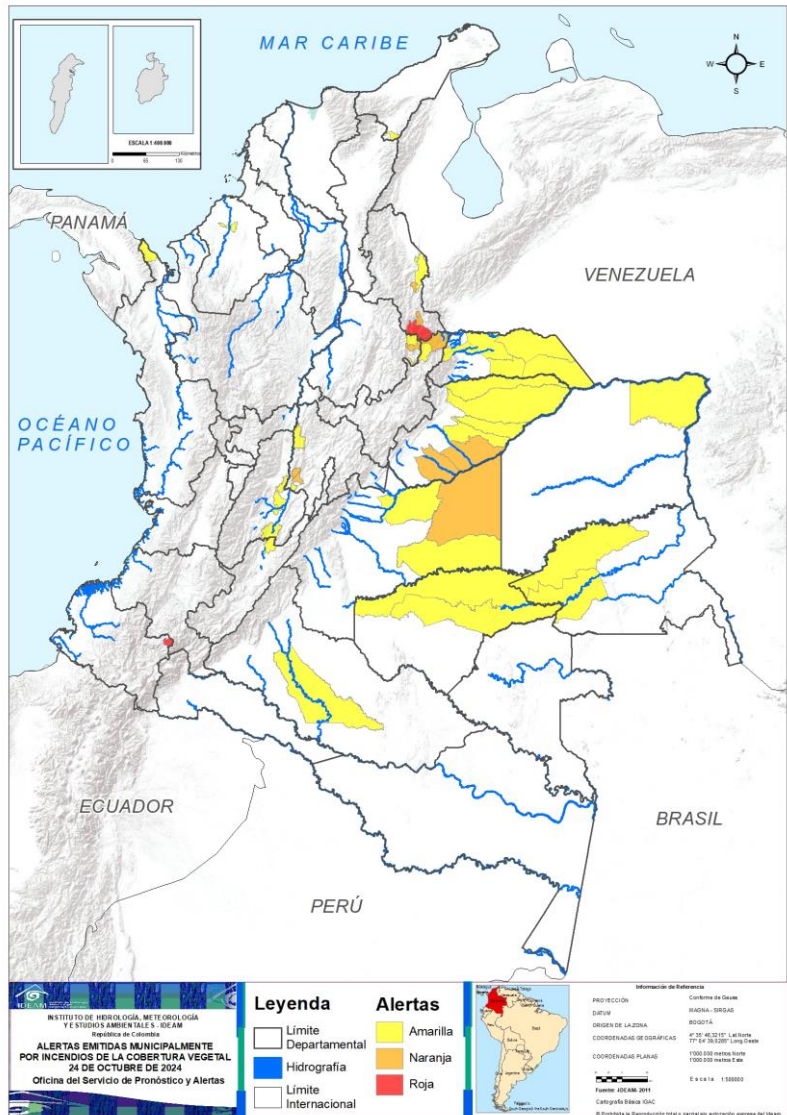 MAR CARIBE
N
W
E
S
ESCALA 1:400.000
PANAMÁ
VENEZUELA
OCÉANO
PACÍFICO
ECUADOR
BRASIL
PERÚ
IDEAM
INSTITUTO DE HIDROLOGÍA, METEOROLOGÍA
Y ESTUDIOS AMBIENTALES - IDEAM
República de Colombia
ALERTAS EMITIDAS MUNICIPALMENTE
POR INCENDIOS DE LA COBERTURA VEGETAL
24 DE OCTUBRE DE 2024
Oficina del Servicio de Pronóstico y Alertas
Leyenda
Límite
Departamental
Hidrografía
Límite
Internacional
Alertas
Amarilla
Naranja
Roja
Información de Referencia
PROYECCIÓN
Conforme de Gauss
DATUM
MAGNA - SIRGAS
ORIGEN DE LA ZONA
BOGOTÁ
COORDENADAS GEOGRÁFICAS
COORDENADAS PLANAS
1'000.000 metros Norte
1'000.000 metros Este
Escala
Fuente: IDEAM- 2011
Cartografía Básica IGAC